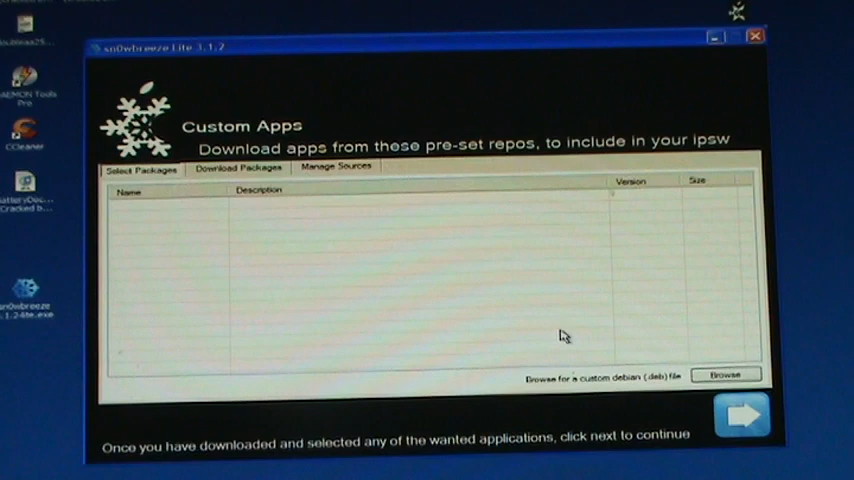 sn0wbreeze Lite 3.1.2
Custom Apps
Download apps from these pre-set repos, to include in your ipsw
Select Packages
Download Packages
Manage Sources
Name
Description
Version
Size
Browse for a custom debian (.deb) file
Browse
Once you have downloaded and selected any of the wanted applications, click next to continue
DAEMON Tools
Pro
CCleaner
Cracked b...
sn0wbreeze